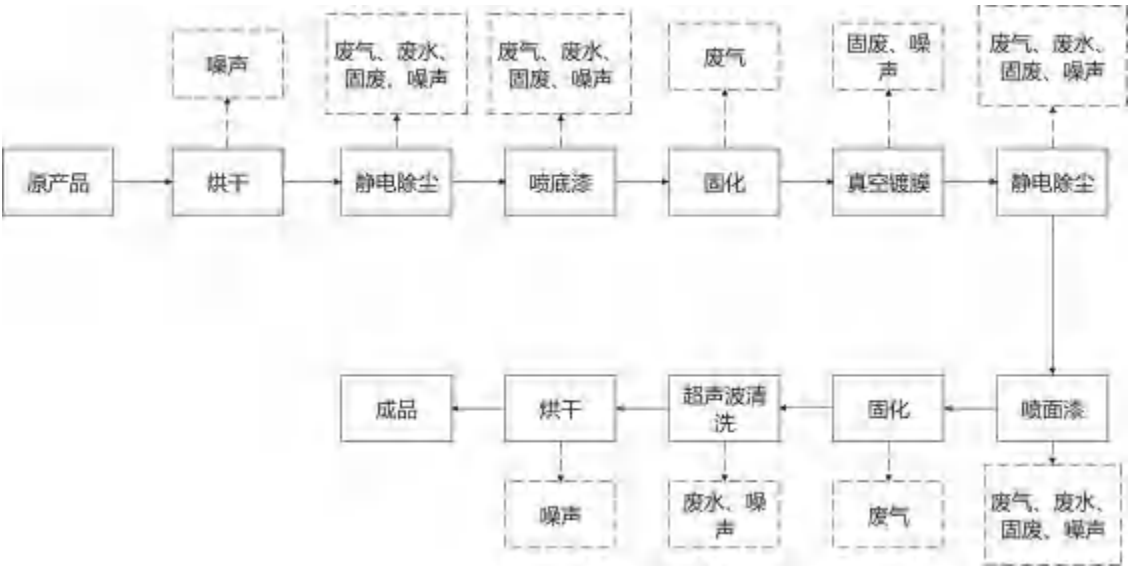 噪声
废气、废水、
固废、噪声
废气、废水、
固废、噪声
废气
固废、噪
声
废气、废水、
固废、噪声
原产品
烘干
静电除尘
喷底漆
固化
真空镀膜
静电除尘
成品
烘干
超声波清
洗
固化
喷面漆
噪声
废水、噪
声
废气
废气、废水、
固废、噪声